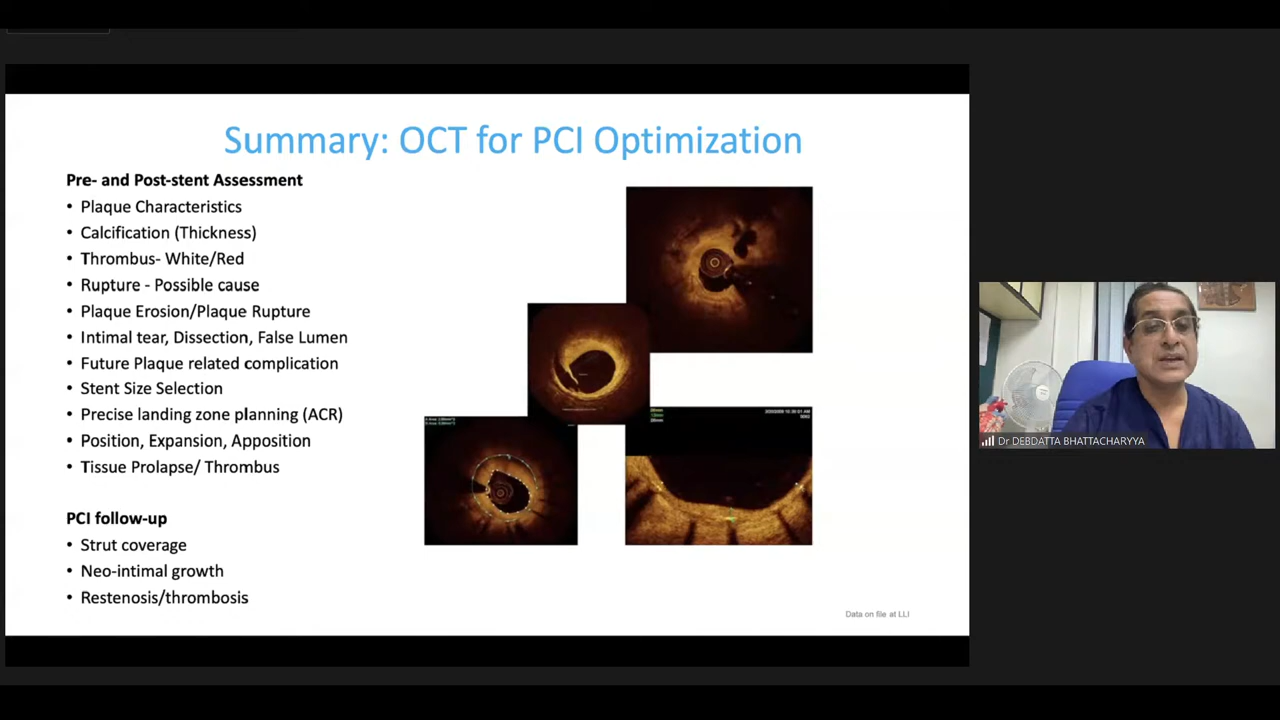 Summary: OCT for PCI Optimization
Pre- and Post-stent Assessment
• Plaque Characteristics
• Calcification (Thickness)
• Thrombus- White/Red
• Rupture - Possible cause
• Plaque Erosion/Plaque Rupture
• Intimal tear, Dissection, False Lumen
• Future Plaque related complication
• Stent Size Selection
• Precise landing zone planning (ACR)
• Position, Expansion, Apposition
• Tissue Prolapse/ Thrombus
PCI follow-up
• Strut coverage
• Neo-intimal growth
• Restenosis/thrombosis
Data on file at LLI
Dr DEBDATTA BHATTACHARYYA